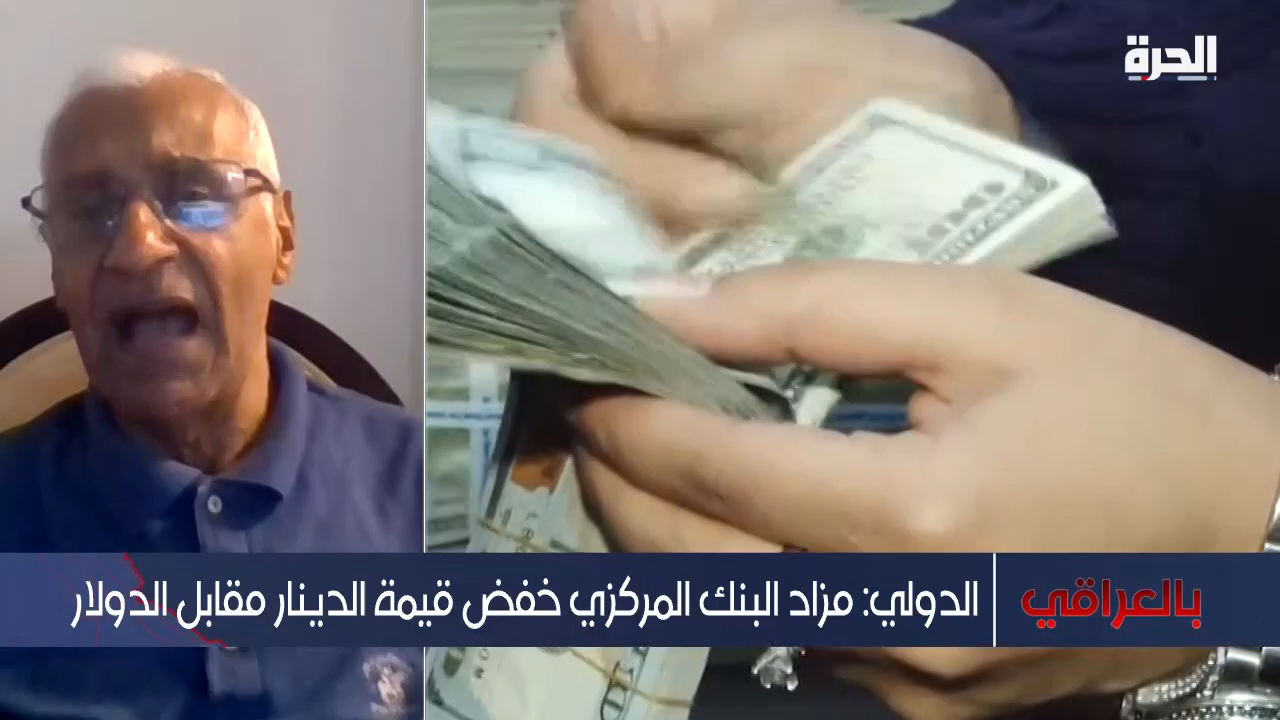 الحرة
بالعراقي
الدولي: مزاد البنك المركزي خفض قيمة الدينار مقابل الدولار